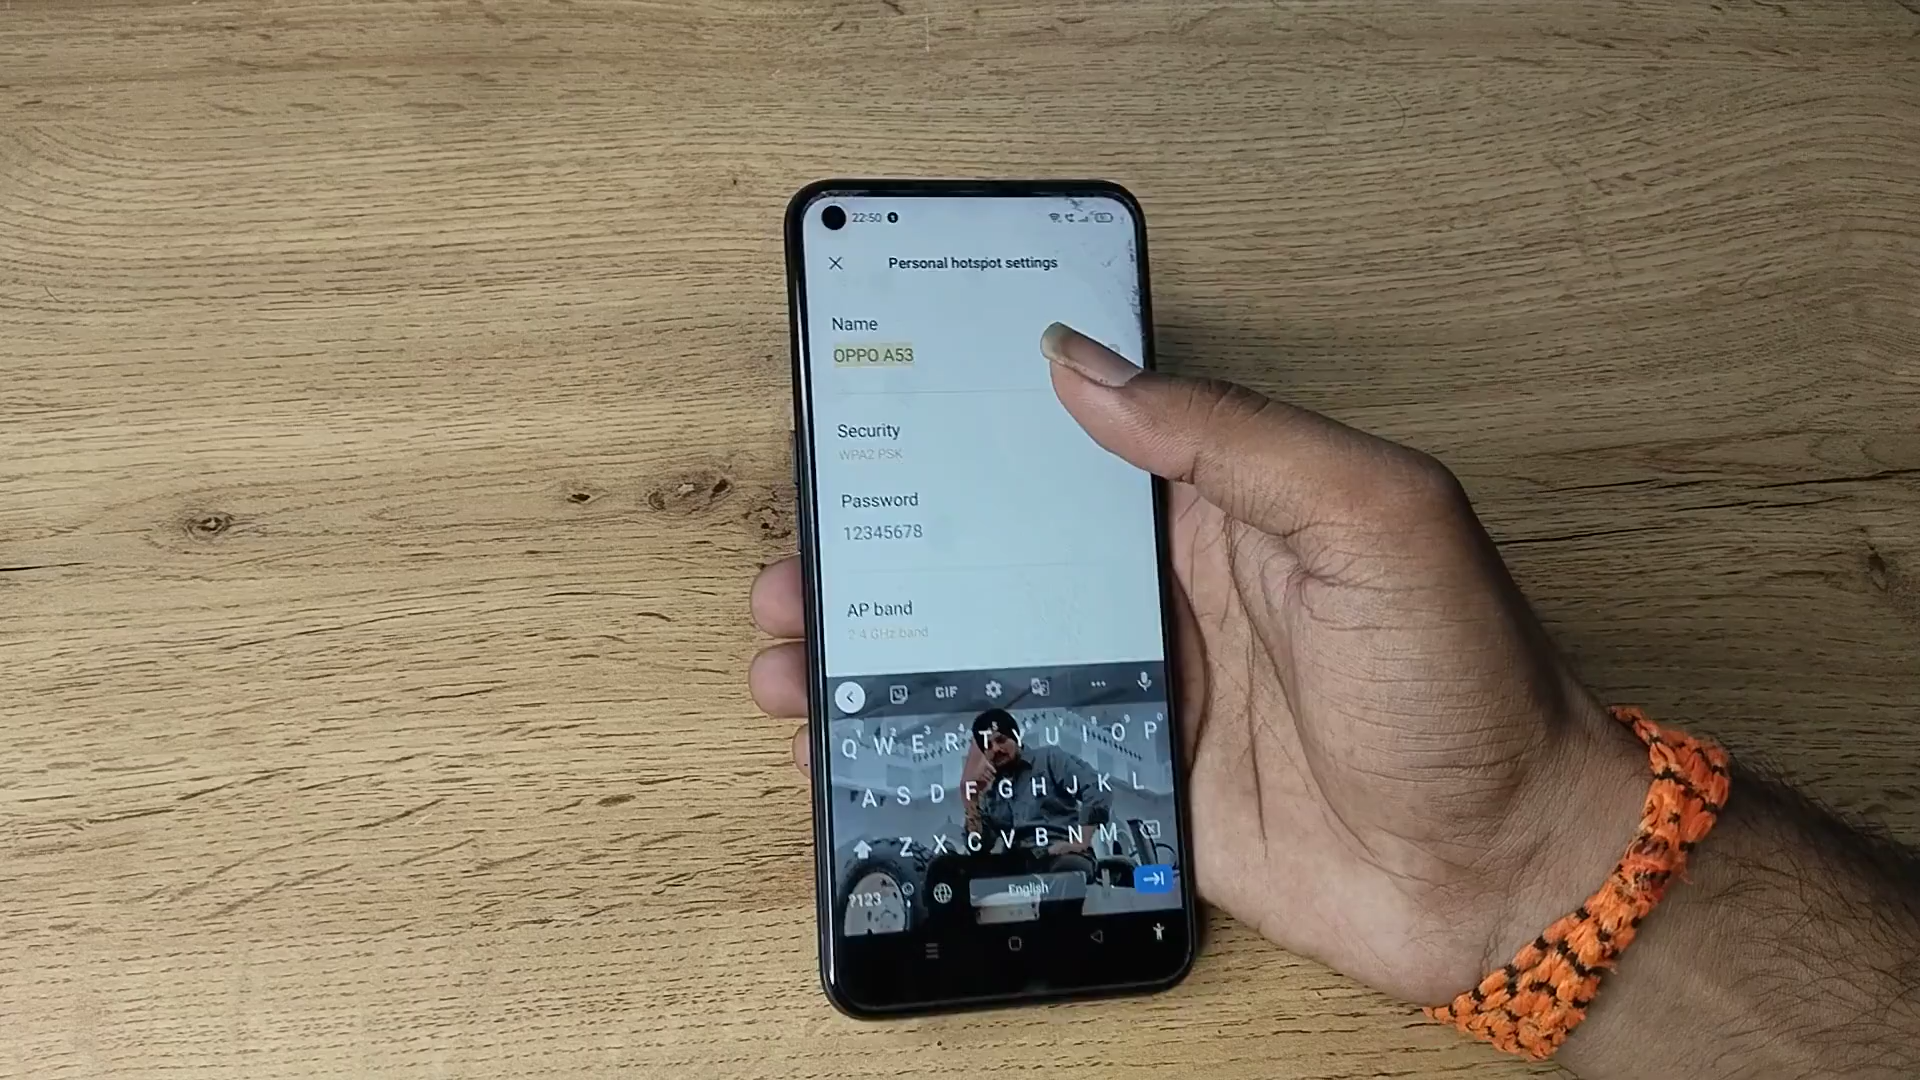 22:50
Personal hotspot settings
Name
OPPO A53
Security
WPA2 PSK
Password
12345678
AP band
2.4 GHz band
GIF
Q W E R T Y U I O P
A S D F G H J K L
Z X C V B N M
?123 English